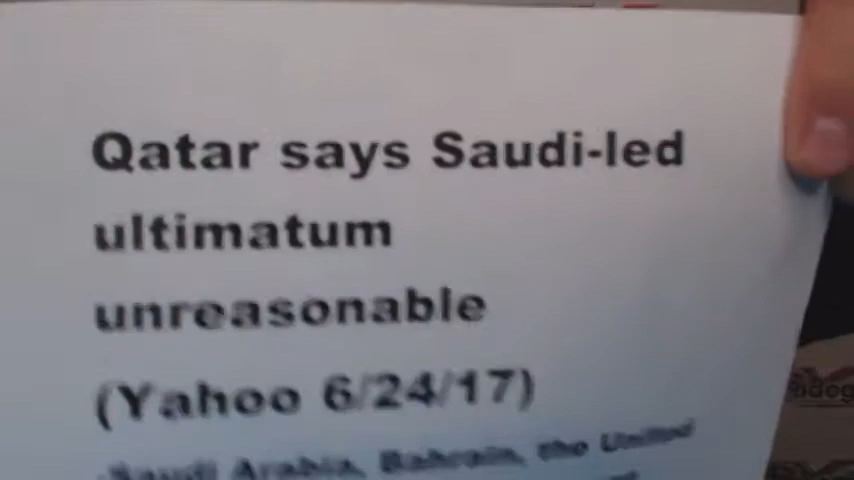 Qatar says Saudi-led
ultimatum
unreasonable
(Yahoo 6/24/17)
-Saudi Arabia, Bahrain, the United